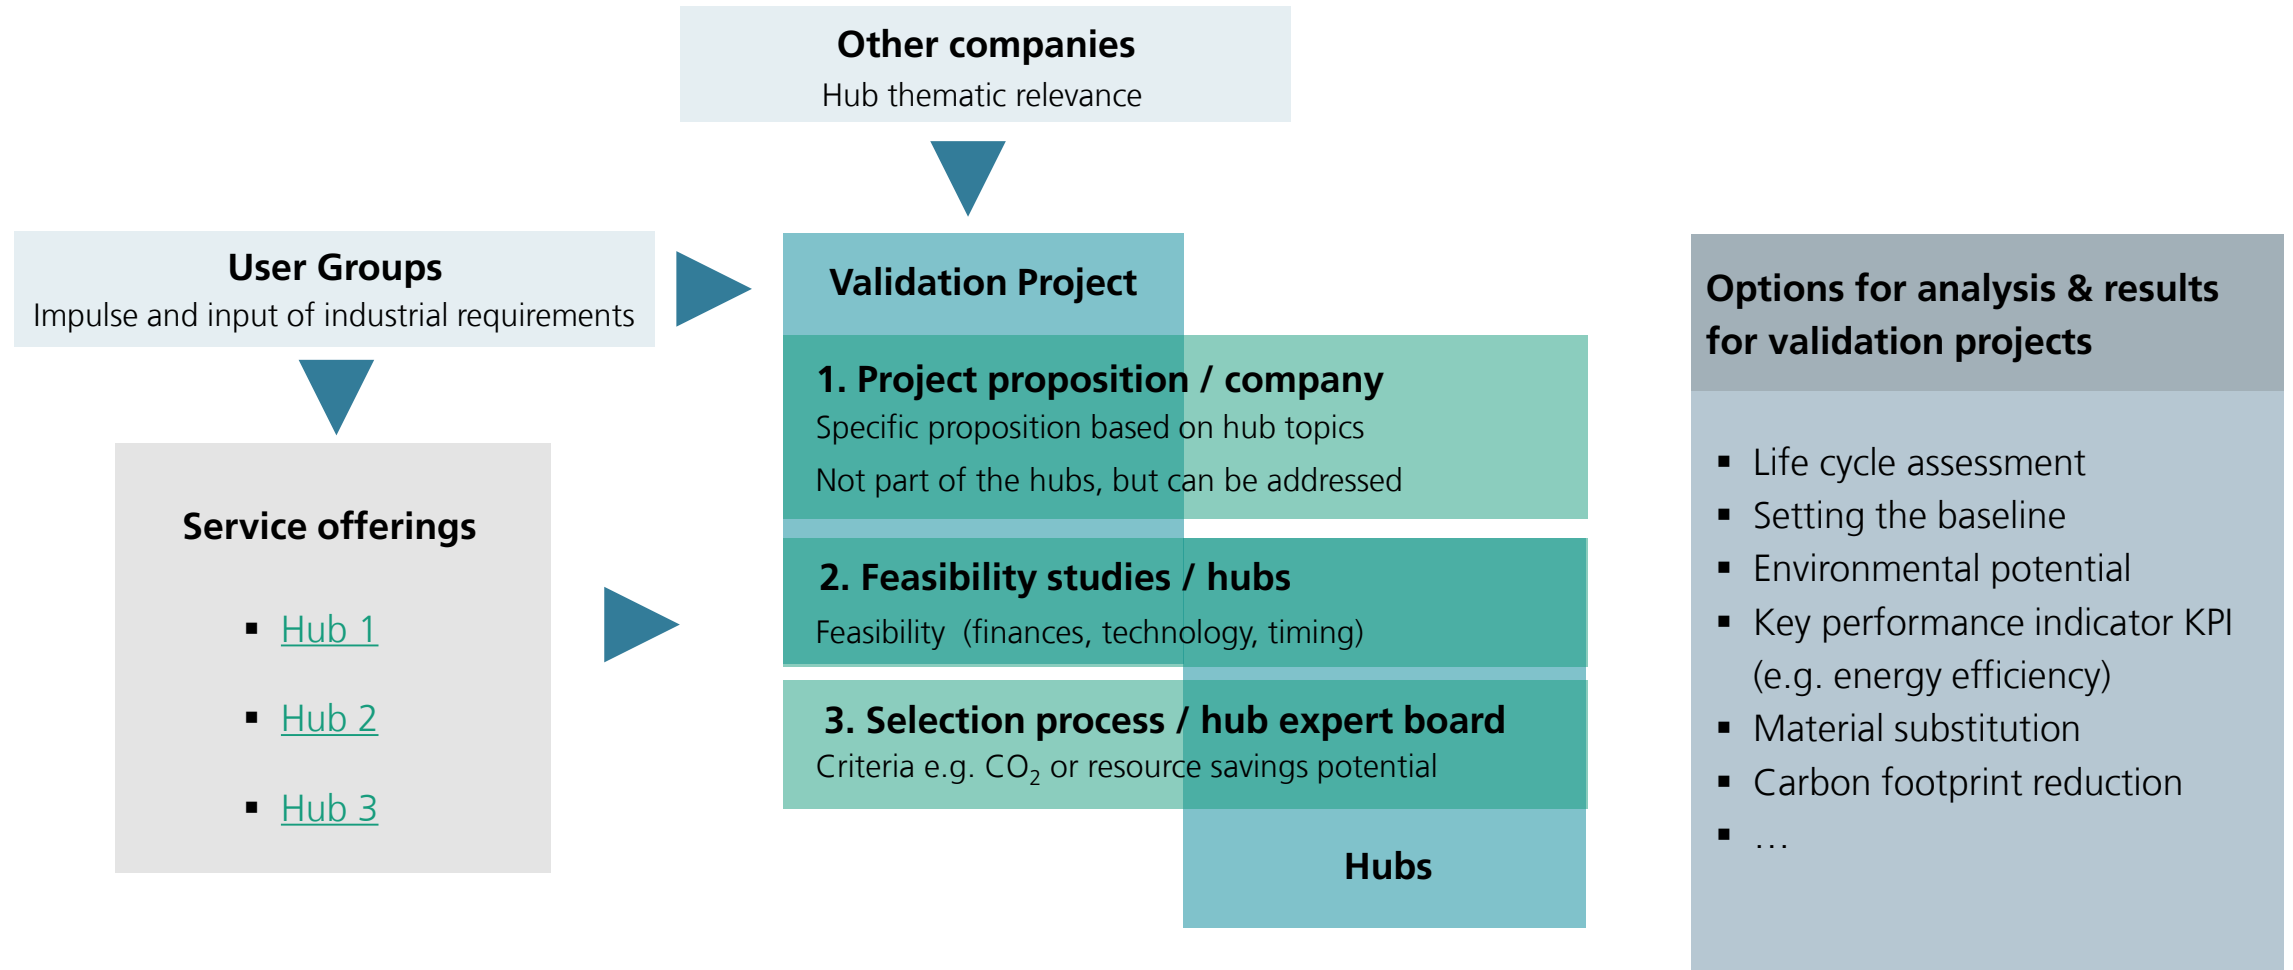 Other companies
Hub thematic relevance
User Groups
Impulse and input of industrial requirements
Service offerings
▪ Hub 1
▪ Hub 2
▪ Hub 3
Validation Project
1. Project proposition / company
Specific proposition based on hub topics
Not part of the hubs, but can be addressed
2. Feasibility studies / hubs
Feasibility (finances, technology, timing)
3. Selection process / hub expert board
Criteria e.g. CO₂ or resource savings potential
Hubs
Options for analysis & results
for validation projects
▪ Life cycle assessment
▪ Setting the baseline
▪ Environmental potential
▪ Key performance indicator KPI
(e.g. energy efficiency)
▪ Material substitution
▪ Carbon footprint reduction
▪ …